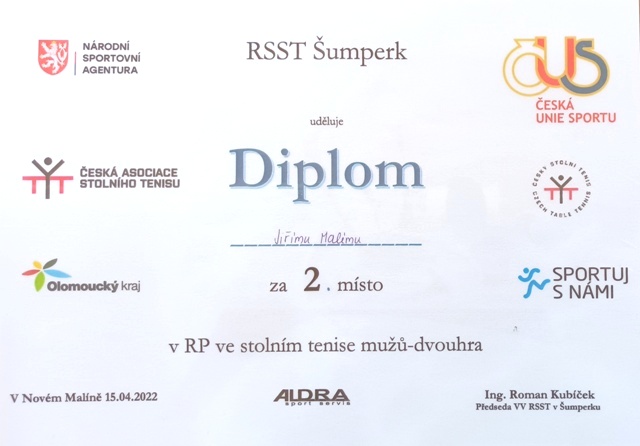 NÁRODNÍ
SPORTOVNÍ
AGENTURA
RSST Šumperk
ČUS
ČESKÁ
UNIE SPORTU
uděluje
Diplom
ČESKÁ ASOCIACE
STOLNÍHO TENISU
ČESKÝ STOLNÍ TENIS
CZECH TABLE TENNIS
Jiřímu Malímu
Olomoucký kraj
za 2. místo
SPORTUJ
S NÁMI
v RP ve stolním tenise mužů-dvouhra
V Novém Malíně 15.04.2022
ALDRA
sport servis
Ing. Roman Kubíček
Předseda VV RSST v Šumperku